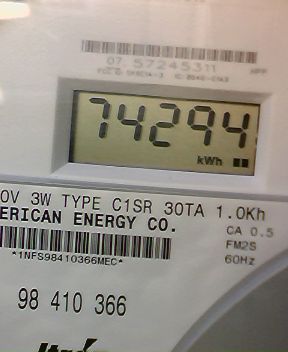 07 57245311
74294
kWh
0V 3W TYPE C1SR 30TA 1.0Kh
ERICAN ENERGY CO.
CA 0.5
FM2S
60Hz
*1NFS98410366MEC*
98 410 366